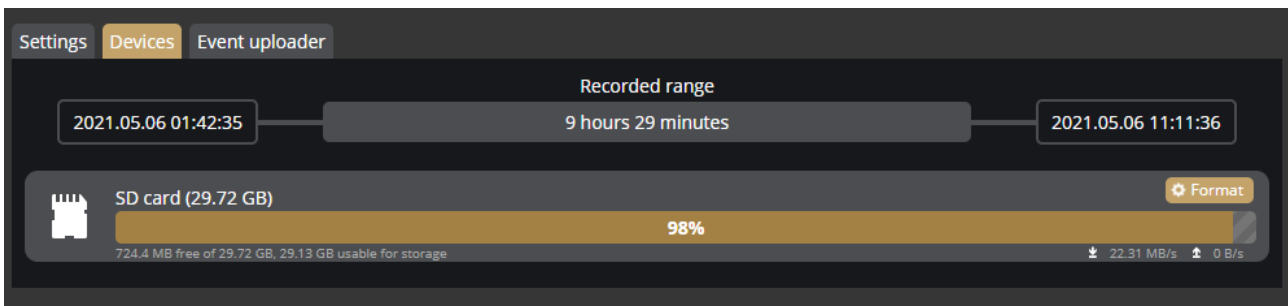 Settings Devices Event uploader
Recorded range
2021.05.06 01:42:35 9 hours 29 minutes 2021.05.06 11:11:36
SD card (29.72 GB) Format
98%
724.4 MB free of 29.72 GB, 29.13 GB usable for storage 22.31 MB/s 0 B/s